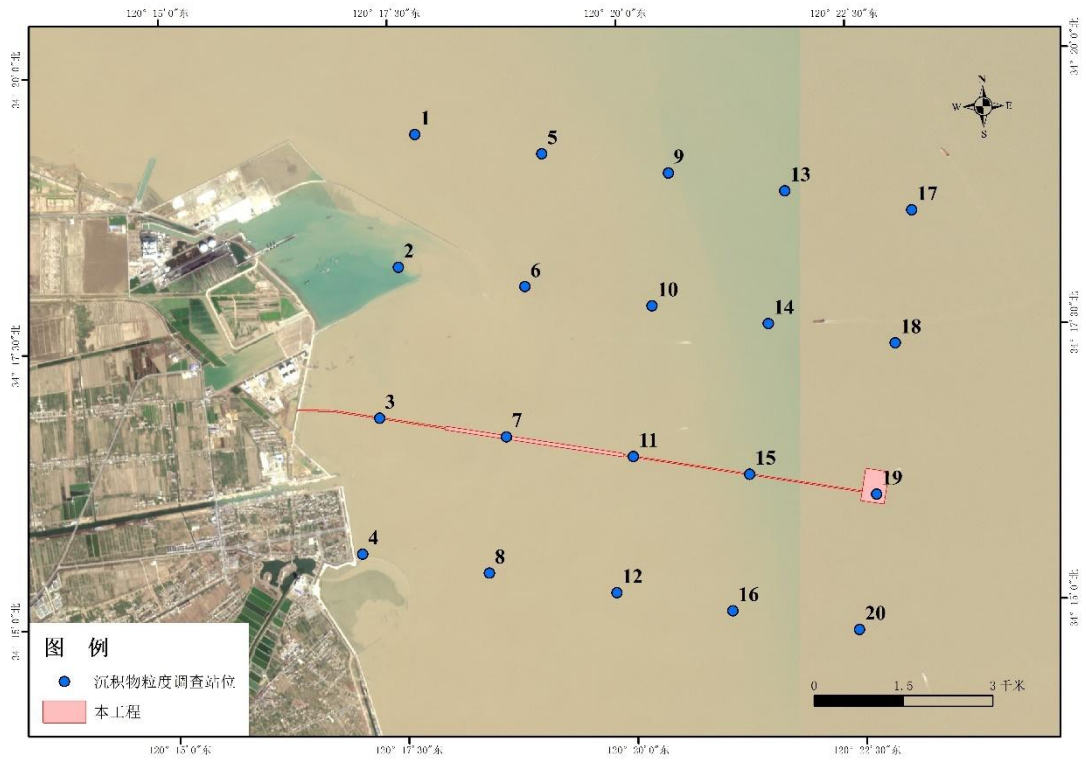 120° 15′0″东
120° 17′30″东
120° 20′0″东
120° 22′30″东
34° 20′0″北
34° 20′0″北
N
W
E
S
1
5
9
13
17
2
6
10
14
18
34° 17′30″北
34° 17′30″北
3
7
11
15
19
4
8
12
16
20
34° 15′0″北
34° 15′0″北
图 例
沉积物粒度调查站位
本工程
0
1.5
3 千米
120° 15′0″东
120° 17′30″东
120° 20′0″东
120° 22′30″东